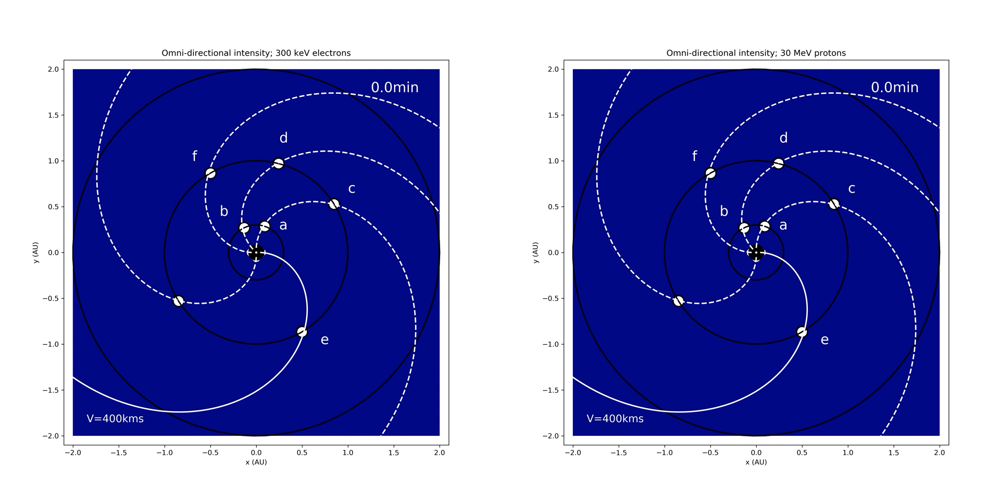 Omni-directional intensity; 300 keV electrons
0.0min
d
f
c
b
a
e
V=400kms
2.0
1.5
1.0
0.5
0.0
−0.5
−1.0
−1.5
−2.0
y (AU)
−2.0 −1.5 −1.0 −0.5 0.0 0.5 1.0 1.5 2.0
x (AU)
Omni-directional intensity; 30 MeV protons
0.0min
d
f
c
b
a
e
V=400kms
2.0
1.5
1.0
0.5
0.0
−0.5
−1.0
−1.5
−2.0
y (AU)
−2.0 −1.5 −1.0 −0.5 0.0 0.5 1.0 1.5 2.0
x (AU)